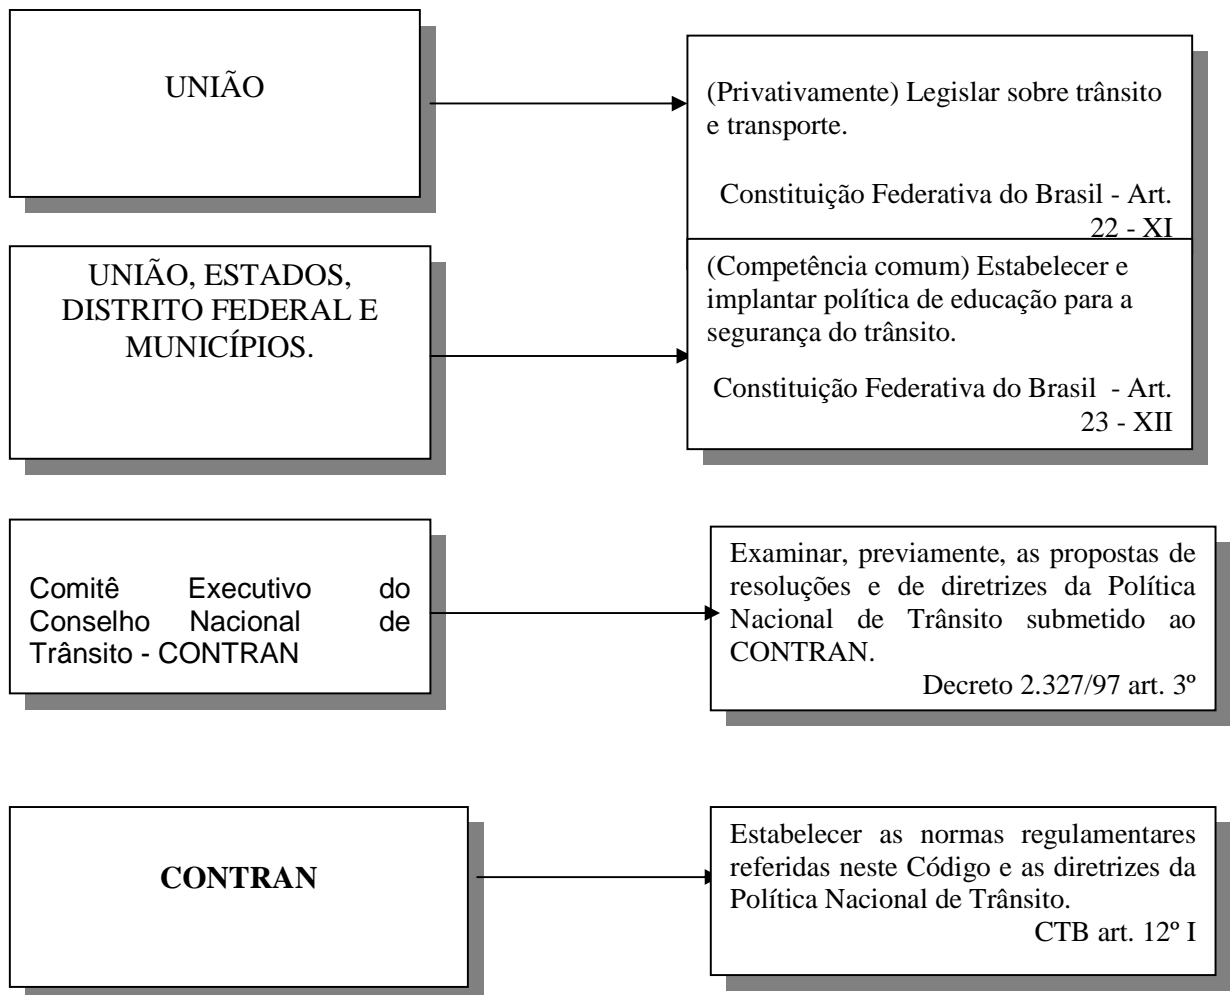 UNIÃO
(Privativamente) Legislar sobre trânsito
e transporte.
Constituição Federativa do Brasil - Art.
22 - XI
UNIÃO, ESTADOS,
DISTRITO FEDERAL E
MUNICÍPIOS.
(Competência comum) Estabelecer e
implantar política de educação para a
segurança do trânsito.
Constituição Federativa do Brasil - Art.
23 - XII
Comitê Executivo do
Conselho Nacional de
Trânsito - CONTRAN
Examinar, previamente, as propostas de
resoluções e de diretrizes da Política
Nacional de Trânsito submetido ao
CONTRAN.
Decreto 2.327/97 art. 3º
CONTRAN
Estabelecer as normas regulamentares
referidas neste Código e as diretrizes da
Política Nacional de Trânsito.
CTB art. 12º I